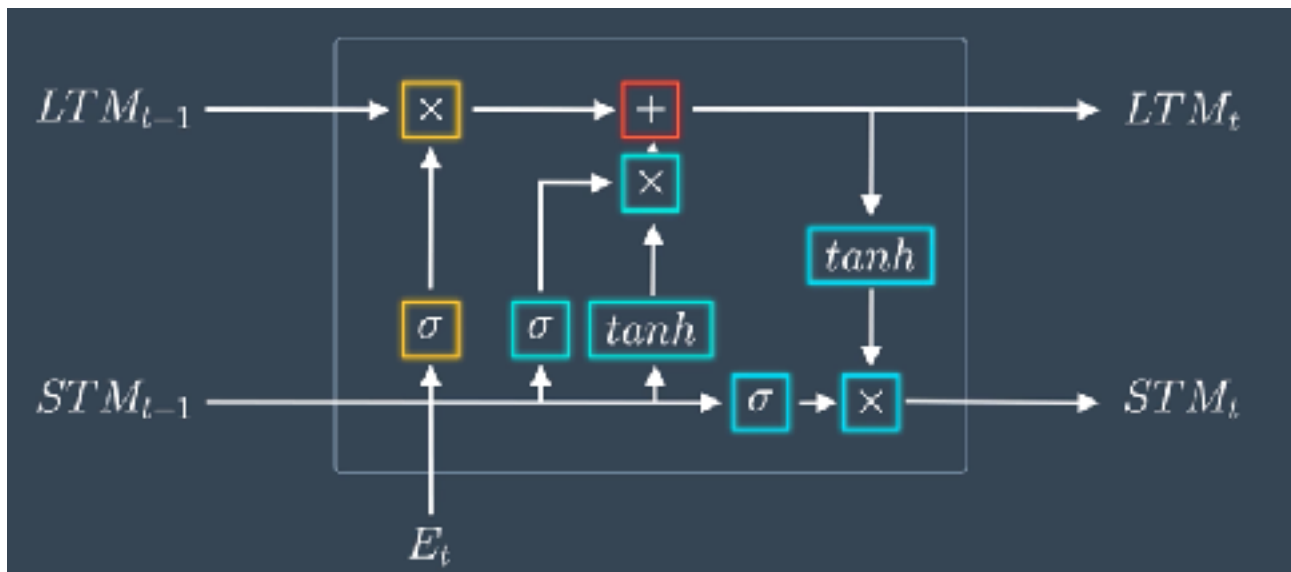 LTM_{t-1} × + LTM_t
×
tanh
σ σ tanh
STM_{t-1} σ × STM_t
E_t